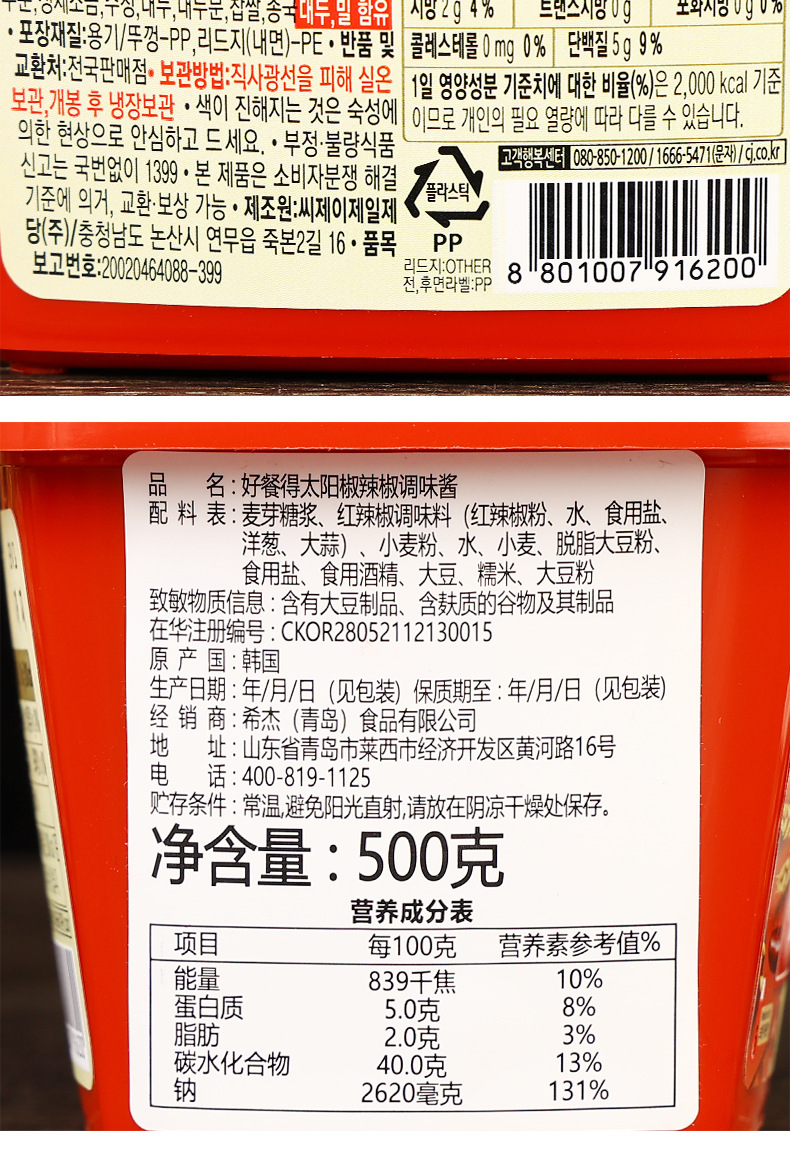 대두,밀 함유
• 포장재질:용기/뚜껑-PP,리드지(내면)-PE • 반품 및
교환처:전국판매점• 보관방법:직사광선을 피해 실온
보관,개봉 후 냉장보관 • 색이 진해지는 것은 숙성에
의한 현상으로 안심하고 드세요. • 부정·불량식품
신고는 국번없이 1399 • 본 제품은 소비자분쟁 해결
기준에 의거, 교환·보상 가능 • 제조원:씨제이제일제
당(주)/충청남도 논산시 연무읍 죽본2길 16 • 품목
보고번호:20020464088-399
지방 2 g 4 % 트랜스지방 0 g 포화지방 0 g 0 %
콜레스테롤 0 mg 0 % 단백질 5 g 9 %
1일 영양성분 기준치에 대한 비율(%)은 2,000 kcal 기준
이므로 개인의 필요 열량에 따라 다를 수 있습니다.
고객행복센터 080-850-1200 / 1666-5471(문자) / cj.co.kr
플라스틱
PP
리드지:OTHER
전,후면라벨:PP
8 801007 916200
品 名：好餐得太阳椒辣椒调味酱
配 料 表：麦芽糖浆、红辣椒调味料（红辣椒粉、水、食用盐、
洋葱、大蒜）、小麦粉、水、小麦、脱脂大豆粉、
食用盐、食用酒精、大豆、糯米、大豆粉
致敏物质信息：含有大豆制品、含麸质的谷物及其制品
在华注册编号：CKOR28052112130015
原 产 国：韩国
生产日期：年/月/日（见包装）保质期至：年/月/日（见包装）
经 销 商：希杰（青岛）食品有限公司
地 址：山东省青岛市莱西市经济开发区黄河路16号
电 话：400-819-1125
贮存条件：常温,避免阳光直射,请放在阴凉干燥处保存。
净含量：500克
营养成分表
项目 每100克 营养素参考值%
能量 839千焦 10%
蛋白质 5.0克 8%
脂肪 2.0克 3%
碳水化合物 40.0克 13%
钠 2620毫克 131%